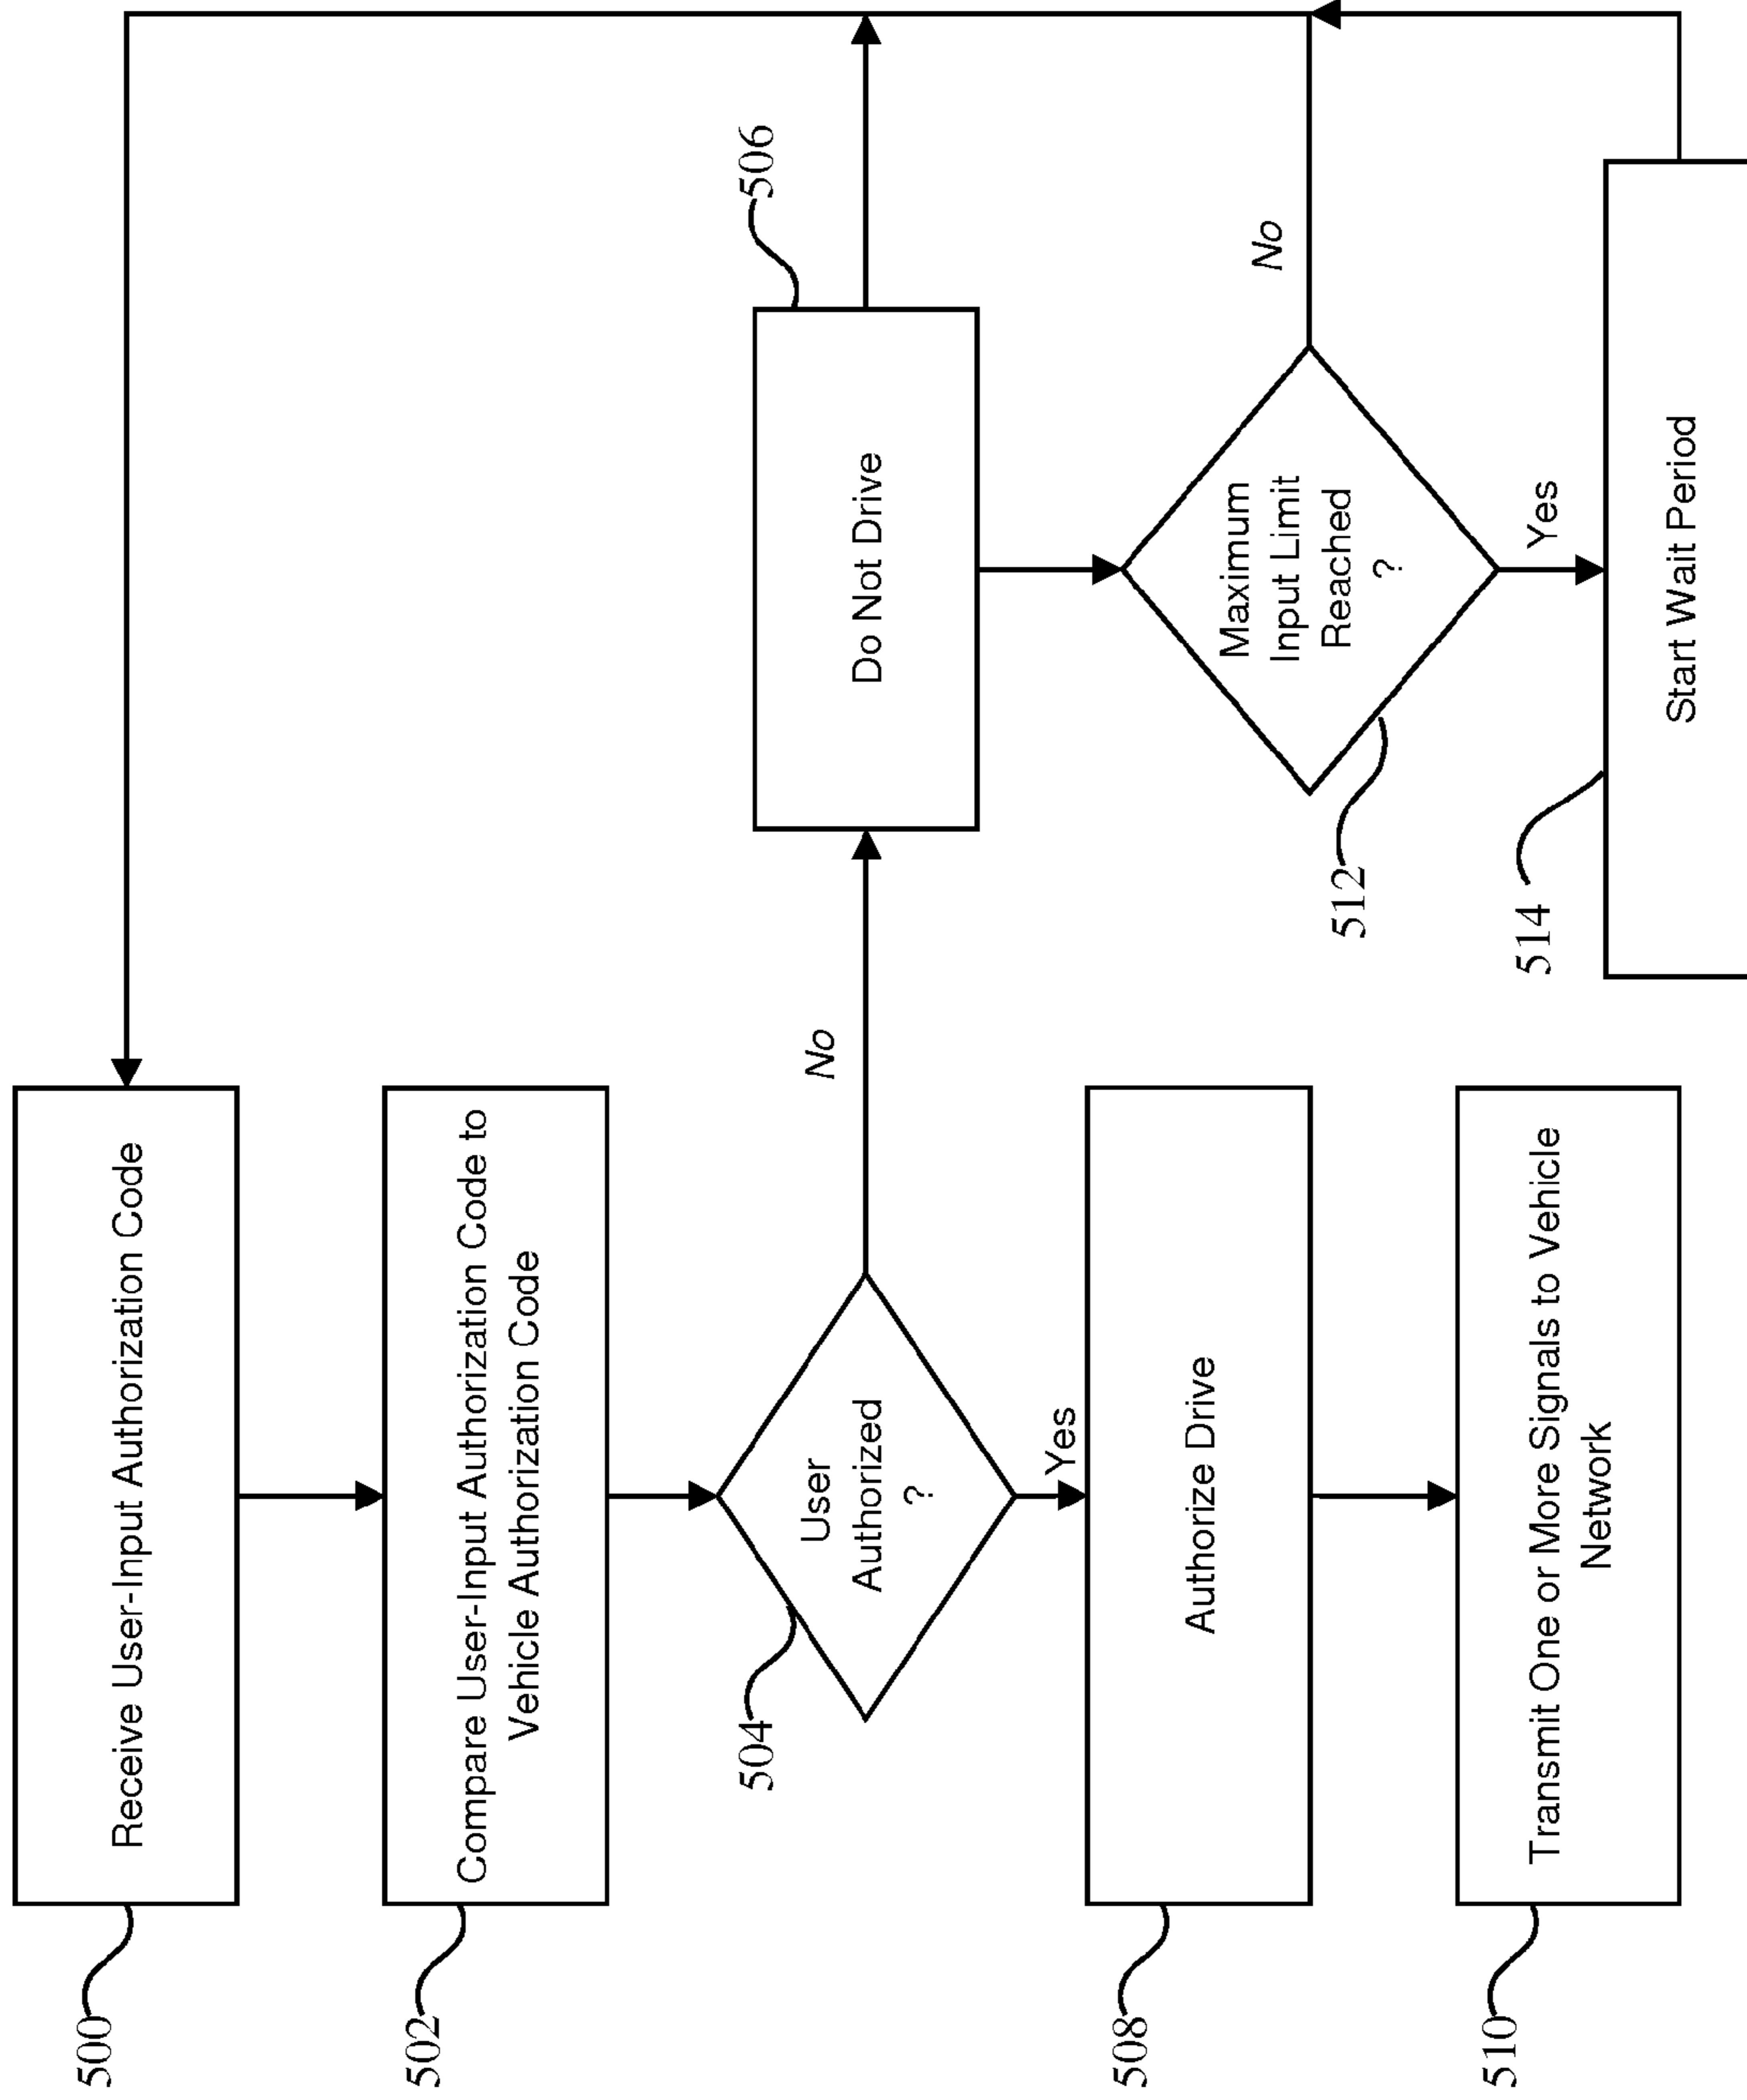 500
Receive User-Input Authorization Code
502
Compare User-Input Authorization Code to
Vehicle Authorization Code
504
User
Authorized
?
No
Yes
506
Do Not Drive
508
Authorize Drive
512
Maximum
Input Limit
Reached
?
No
Yes
510
Transmit One or More Signals to Vehicle
Network
514
Start Wait Period